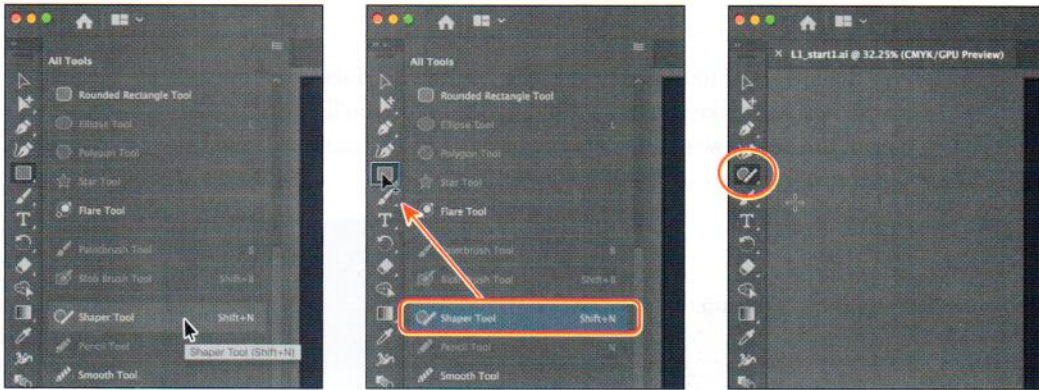 All Tools
Rounded Rectangle Tool
Ellipse Tool L
Polygon Tool
Star Tool
Flare Tool
Paintbrush Tool B
Blob Brush Tool Shift+B
Shaper Tool Shift+N
Shaper Tool (Shift+N)
Pencil Tool
Smooth Tool
All Tools
Rounded Rectangle Tool
Ellipse Tool L
Polygon Tool
Star Tool
Flare Tool
Paintbrush Tool B
Blob Brush Tool Shift+B
Shaper Tool Shift+N
Pencil Tool N
Smooth Tool
× L1_start1.ai @ 32.25% (CMYK/GPU Preview)